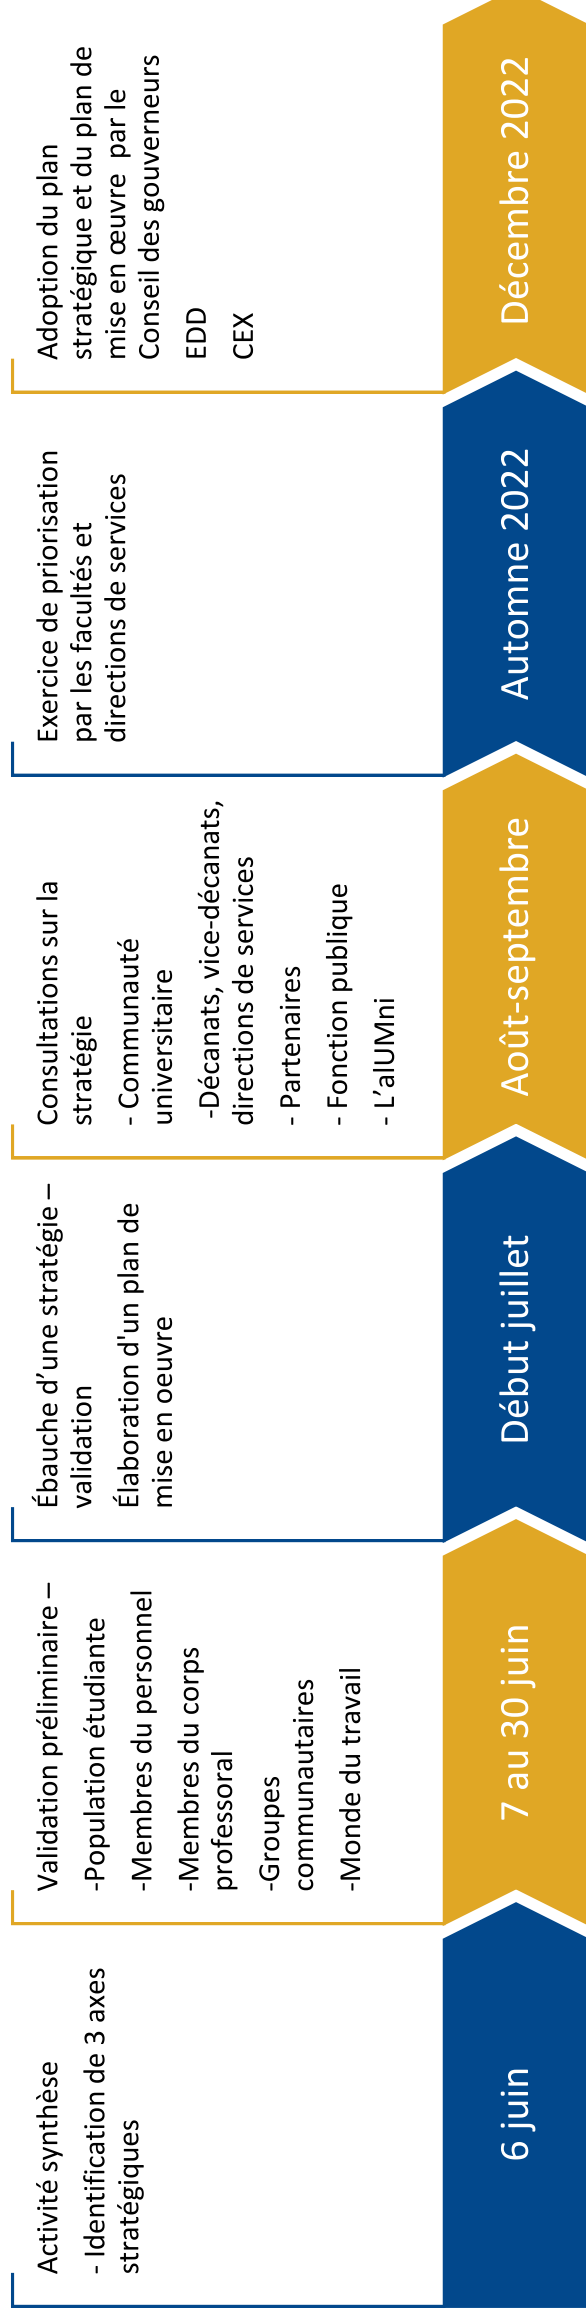 Activité synthèse
- Identification de 3 axes
stratégiques
6 juin
Validation préliminaire –
-Population étudiante
-Membres du personnel
-Membres du corps
professoral
-Groupes
communautaires
-Monde du travail
7 au 30 juin
Ébauche d’une stratégie –
validation
Élaboration d'un plan de
mise en oeuvre
Début juillet
Consultations sur la
stratégie
- Communauté
universitaire
-Décanats, vice-décanats,
directions de services
- Partenaires
- Fonction publique
- L’alUMni
Août-septembre
Exercice de priorisation
par les facultés et
directions de services
Automne 2022
Adoption du plan
stratégique et du plan de
mise en œuvre  par le
Conseil des gouverneurs
EDD
CEX
Décembre 2022